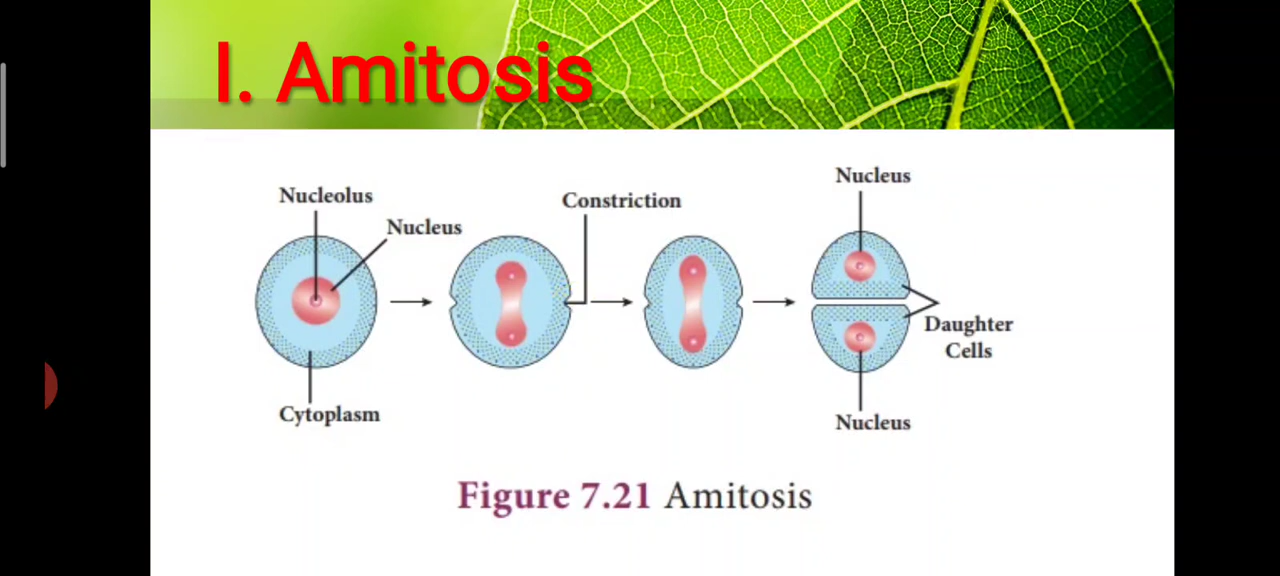 I. Amitosis
Nucleolus
Nucleus
Constriction
Nucleus
Cytoplasm
Daughter
Cells
Nucleus
Figure 7.21 Amitosis